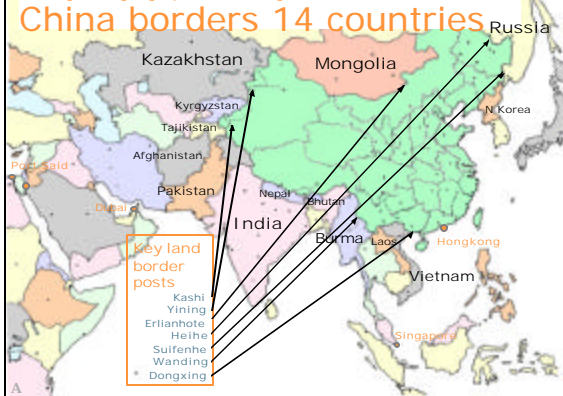 China borders 14 countries
Russia
Kazakhstan
Mongolia
Kyrgyzstan
N Korea
Tajikistan
Afghanistan
Port Said
Pakistan
Nepal
Bhutan
Dubai
India
Burma
Laos
Hongkong
Key land
border
posts
Vietnam
Kashi
Yining
Erlianhote
Heihe
Singapore
Suifenhe
Wanding
Dongxing
A